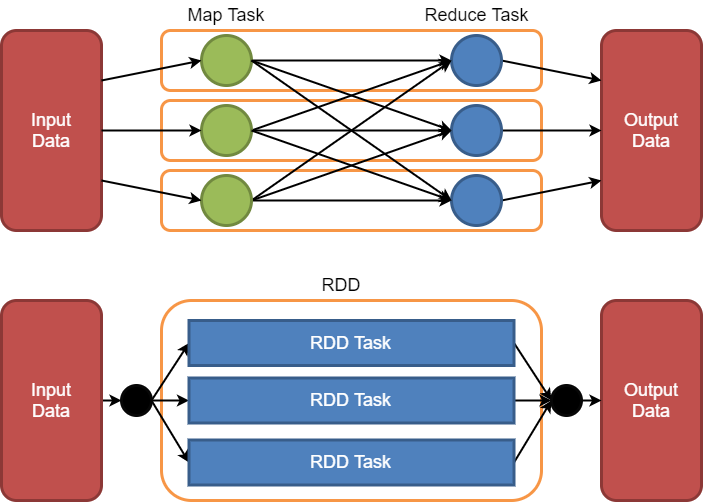 Map Task
Reduce Task
Input
Data
Output
Data
RDD
Input
Data
RDD Task
RDD Task
RDD Task
Output
Data